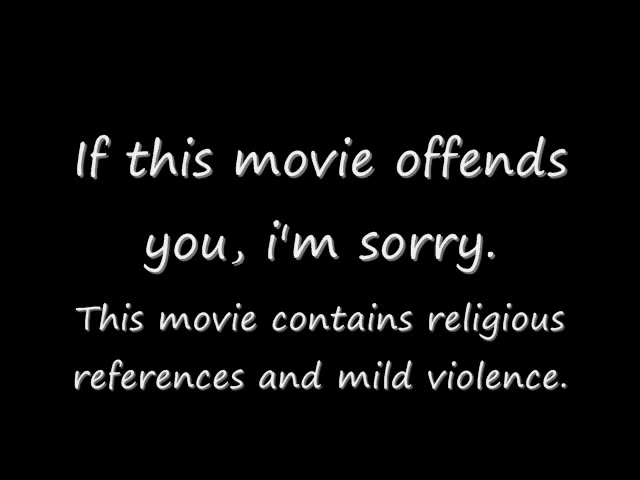 If this movie offends
you, i'm sorry.
This movie contains religious
references and mild violence.